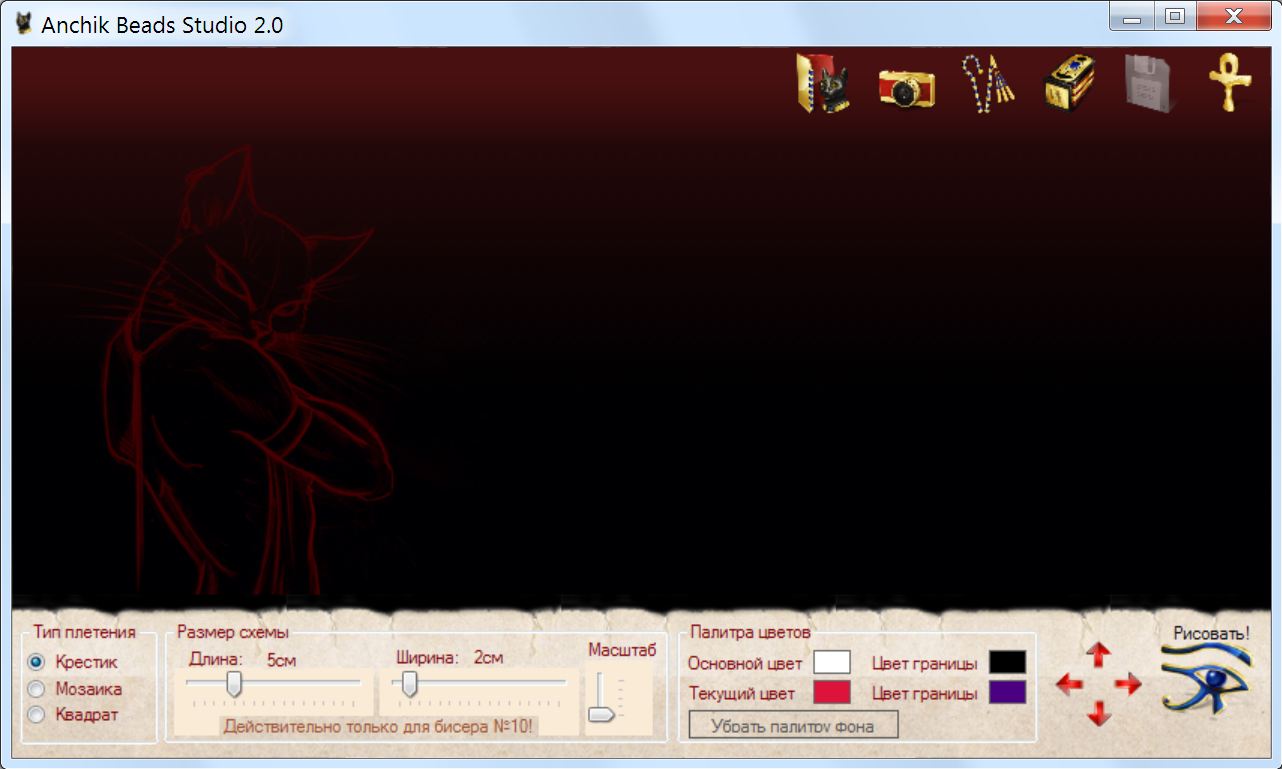 Anchik Beads Studio 2.0
Тип плетения
Крестик
Мозаика
Квадрат
Размер схемы
Длина: 5см
Ширина: 2см
Масштаб
Действительно только для бисера №10!
Палитра цветов
Основной цвет
Цвет границы
Текущий цвет
Цвет границы
Убрать палитру фона
Рисовать!